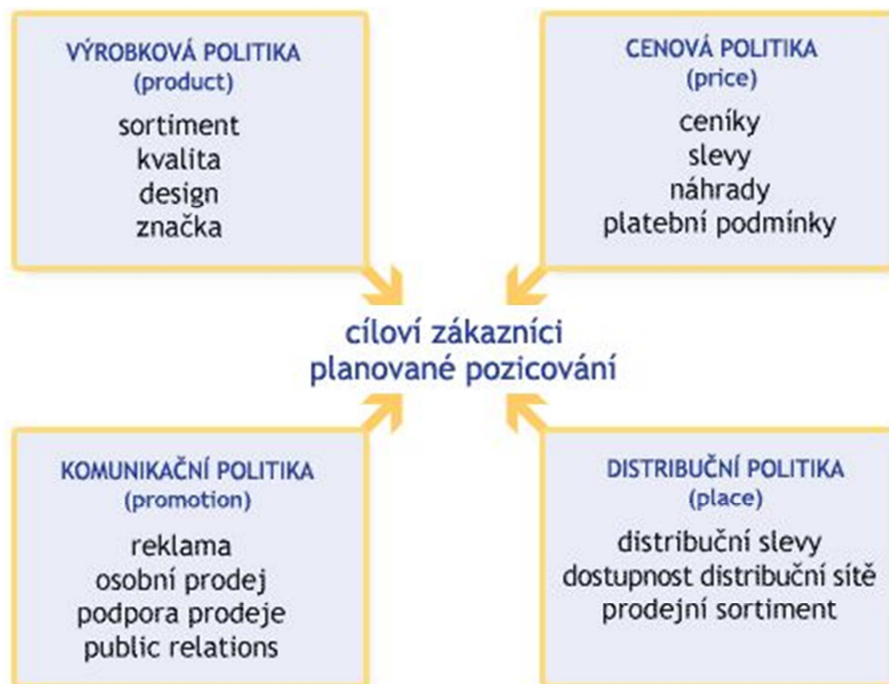 VÝROBKOVÁ POLITIKA
(product)
sortiment
kvalita
design
značka
CENOVÁ POLITIKA
(price)
ceníky
slevy
náhrady
platební podmínky
cíloví zákazníci
planované pozicování
KOMUNIKAČNÍ POLITIKA
(promotion)
reklama
osobní prodej
podpora prodeje
public relations
DISTRIBUČNÍ POLITIKA
(place)
distribuční slevy
dostupnost distribuční sítě
prodejní sortiment